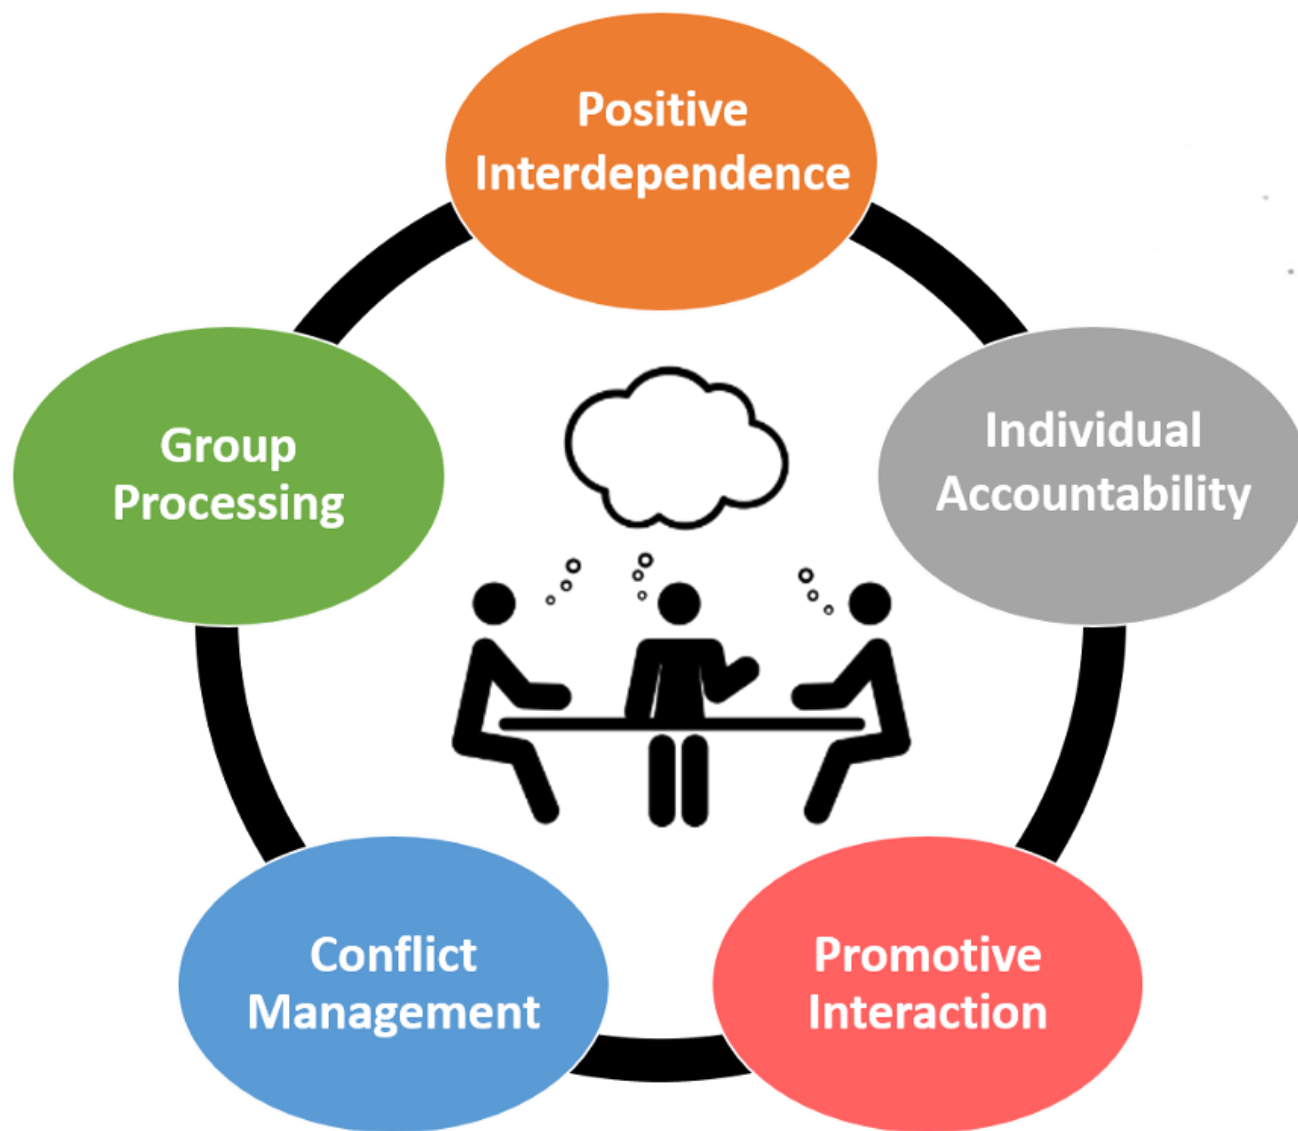 Positive
Interdependence
Individual
Accountability
Promotive
Interaction
Conflict
Management
Group
Processing